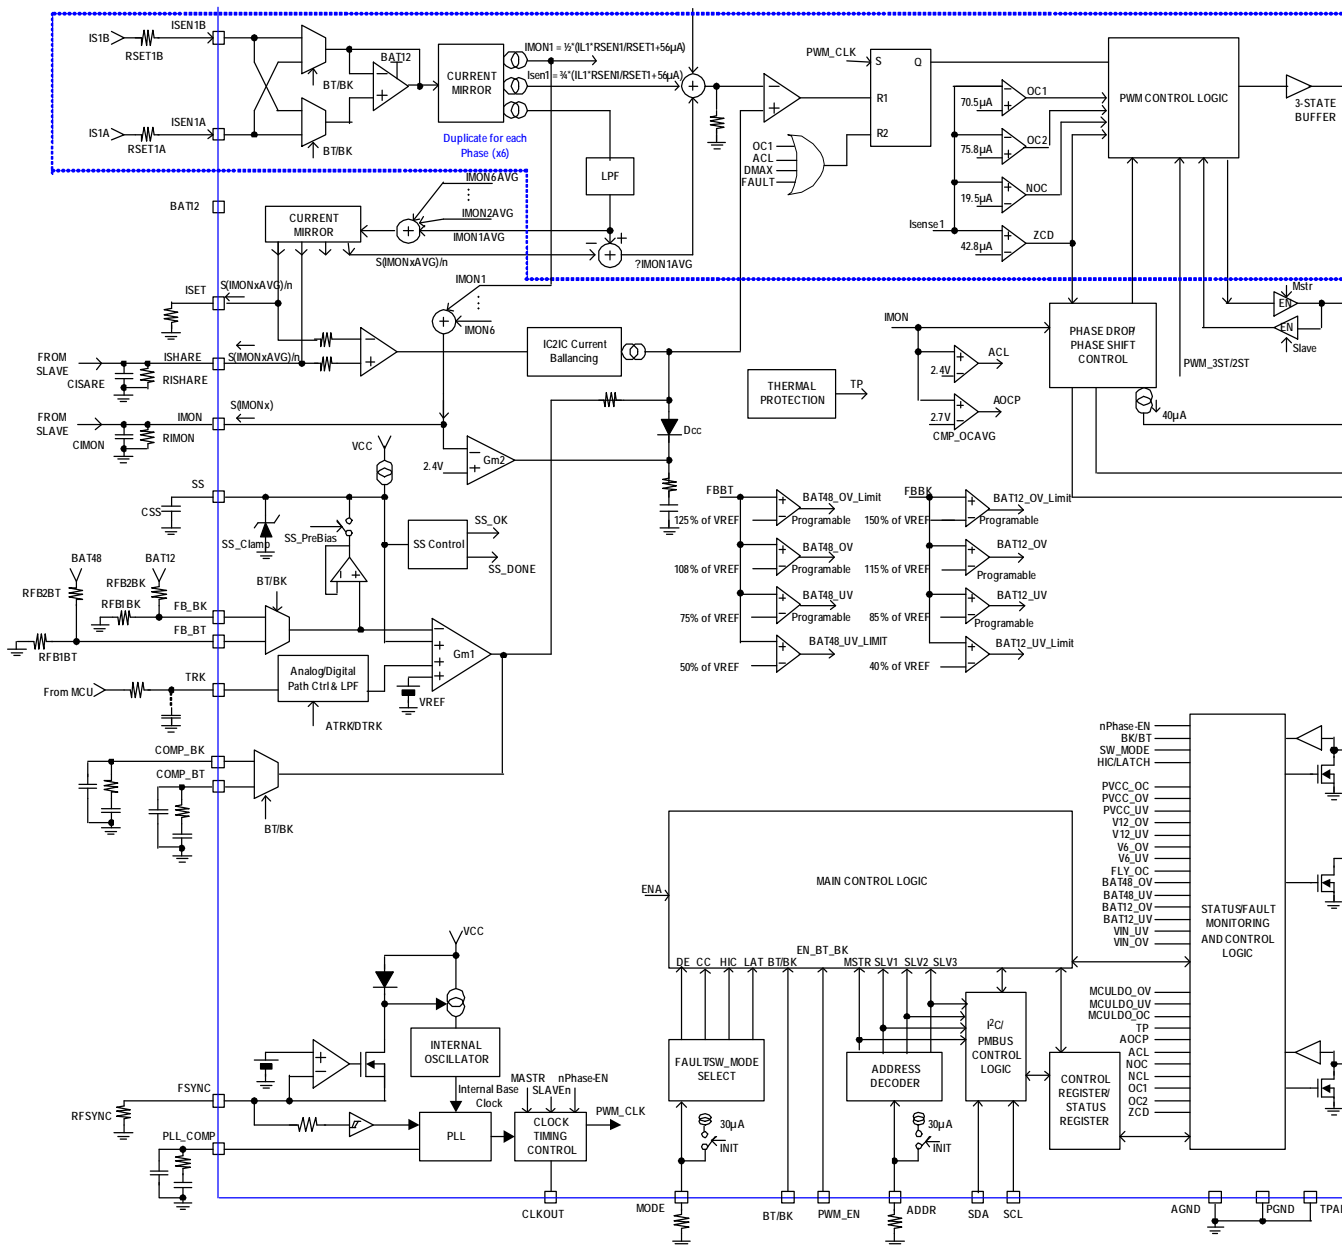 ISEN1B
IS1B
RSET1B
BT/BK
BAT12
CURRENT
MIRROR
IMON1 = ½*(IL1*RSEN1/RSET1+56µA)
Isen1 = ¾*(IL1*RSEN1/RSET1+56µA)
ISEN1A
IS1A
RSET1A
BT/BK
Duplicate for each
Phase (x6)
LPF
PWM_CLK
S
Q
R1
R2
OC1
ACL
DMAX
FAULT
70.5µA
OC1
75.8µA
OC2
19.5µA
NOC
Isense1
42.8µA
ZCD
PWM CONTROL LOGIC
3-STATE
BUFFER
BAT12
CURRENT
MIRROR
IMON6AVG
IMON2AVG
IMON1AVG
S(IMONxAVG)/n
?IMON1AVG
ISET
S(IMONxAVG)/n
IMON1
IMON6
FROM
SLAVE
ISHARE
S(IMONxAVG)/n
CISARE
RISHARE
IC2IC Current
Ballancing
FROM
SLAVE
IMON
S(IMONx)
CIMON
RIMON
2.4V
Gm2
Dcc
THERMAL
PROTECTION
TP
IMON
2.4V
ACL
2.7V
AOCP
CMP_OCAVG
PHASE DROP/
PHASE SHIFT
CONTROL
40µA
PWM_3ST/2ST
Mstr
EN
EN
Slave
VCC
SS
CSS
SS_Clamp
SS_PreBias
SS Control
SS_OK
SS_DONE
FBBT
BAT48_OV_Limit
125% of VREF
Programable
BAT48_OV
108% of VREF
Programable
BAT48_UV
75% of VREF
Programable
BAT48_UV_LIMIT
50% of VREF
FBBK
BAT12_OV_Limit
150% of VREF
Programable
BAT12_OV
115% of VREF
Programable
BAT12_UV
85% of VREF
Programable
BAT12_UV_Limit
40% of VREF
BAT48
BAT12
RFB2BT
RFB2BK
RFB1BK
FB_BK
FB_BT
RFB1BT
BT/BK
Gm1
VREF
TRK
From MCU
Analog/Digital
Path Ctrl & LPF
ATRK/DTRK
COMP_BK
COMP_BT
BT/BK
ENA
MAIN CONTROL LOGIC
EN_BT_BK
DE CC HIC LAT BT/BK
MSTR SLV1 SLV2 SLV3
nPhase-EN
BK/BT
SW_MODE
HIC/LATCH
PVCC_OC
PVCC_OV
PVCC_UV
V12_OV
V12_UV
V6_OV
V6_UV
FLY_OC
BAT48_OV
BAT48_UV
BAT12_OV
BAT12_UV
VIN_UV
VIN_OV
STATUS/FAULT
MONITORING
AND CONTROL
LOGIC
MCULDO_OV
MCULDO_UV
MCULDO_OC
TP
AOCP
ACL
NOC
NCL
OC1
OC2
ZCD
VCC
INTERNAL
OSCILLATOR
Internal Base
Clock
FSYNC
RFSYNC
PLL_COMP
PLL
MASTR
SLAVEn
nPhase-EN
CLOCK
TIMING
CONTROL
PWM_CLK
CLKOUT
FAULT/SW_MODE
SELECT
30µA
INIT
MODE
BT/BK
PWM_EN
ADDRESS
DECODER
30µA
INIT
ADDR
I²C/
PMBUS
CONTROL
LOGIC
SDA
SCL
CONTROL
REGISTER/
STATUS
REGISTER
AGND
PGND
TPAD